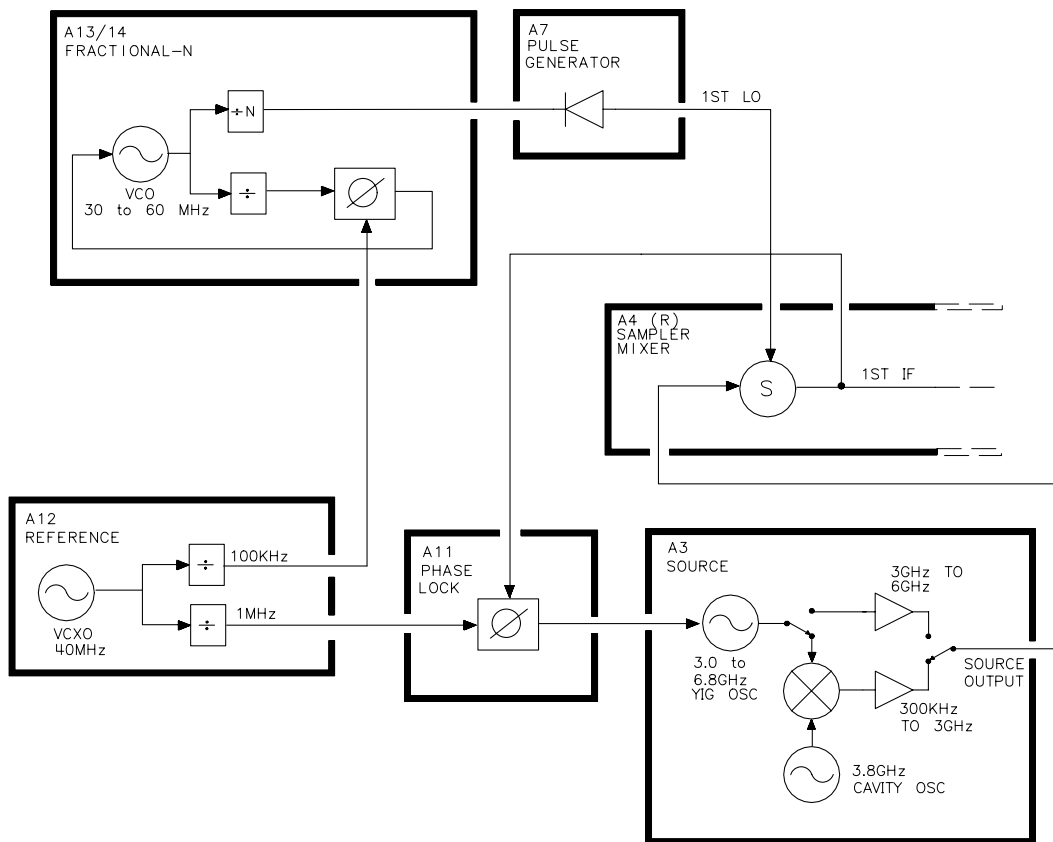 A13/14
FRACTIONAL-N
÷N
VCO
30 to 60 MHz
÷
∅
A7
PULSE
GENERATOR
1ST LO
A4 (R)
SAMPLER
MIXER
S
1ST IF
A12
REFERENCE
÷
100KHz
÷
1MHz
VCXO
40MHz
A11
PHASE
LOCK
∅
A3
SOURCE
3.0 to
6.8GHz
YIG OSC
3GHz TO
6GHz
300KHz
TO 3GHz
SOURCE
OUTPUT
3.8GHz
CAVITY OSC